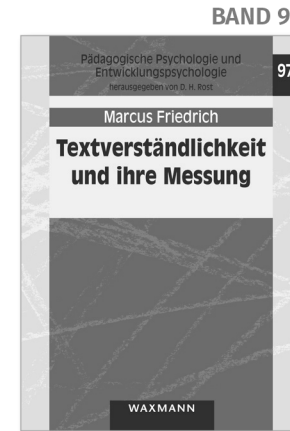 BAND 9
Pädagogische Psychologie und
Entwicklungspsychologie
herausgegeben von D. H. Rost
97
Marcus Friedrich
Textverständlichkeit
und ihre Messung
WAXMANN